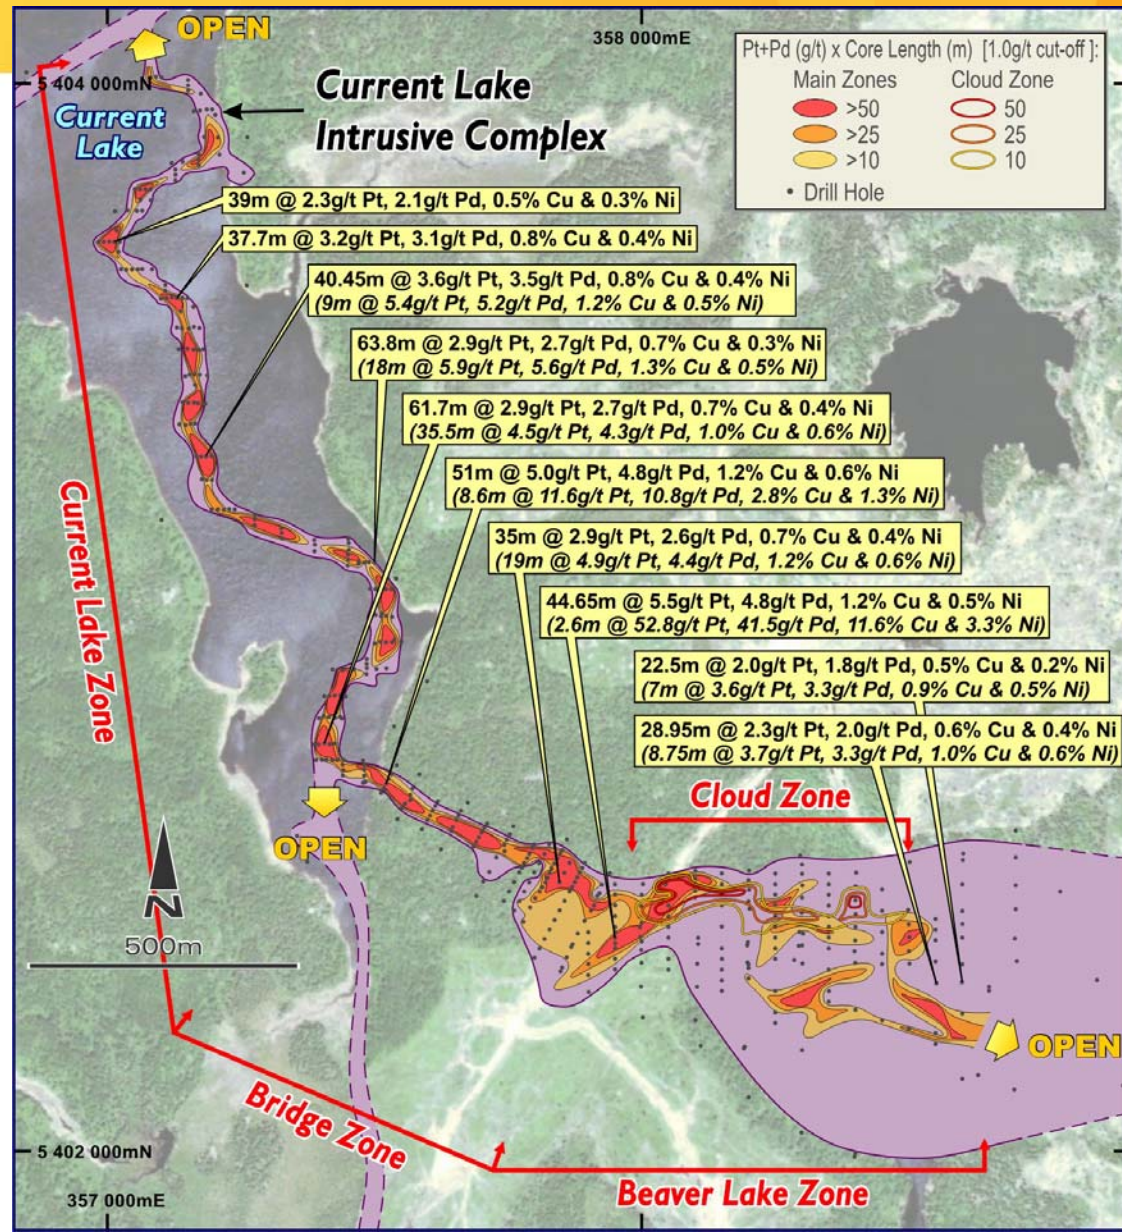 OPEN
358 000mE
5 404 000mN
Current Lake
Intrusive Complex
Current
Lake
Pt+Pd (g/t) x Core Length (m) [1.0g/t cut-off ]:
Main Zones
Cloud Zone
>50
50
>25
25
>10
10
• Drill Hole
39m @ 2.3g/t Pt, 2.1g/t Pd, 0.5% Cu & 0.3% Ni
37.7m @ 3.2g/t Pt, 3.1g/t Pd, 0.8% Cu & 0.4% Ni
40.45m @ 3.6g/t Pt, 3.5g/t Pd, 0.8% Cu & 0.4% Ni
(9m @ 5.4g/t Pt, 5.2g/t Pd, 1.2% Cu & 0.5% Ni)
63.8m @ 2.9g/t Pt, 2.7g/t Pd, 0.7% Cu & 0.3% Ni
(18m @ 5.9g/t Pt, 5.6g/t Pd, 1.3% Cu & 0.5% Ni)
61.7m @ 2.9g/t Pt, 2.7g/t Pd, 0.7% Cu & 0.4% Ni
(35.5m @ 4.5g/t Pt, 4.3g/t Pd, 1.0% Cu & 0.6% Ni)
51m @ 5.0g/t Pt, 4.8g/t Pd, 1.2% Cu & 0.6% Ni
(8.6m @ 11.6g/t Pt, 10.8g/t Pd, 2.8% Cu & 1.3% Ni)
35m @ 2.9g/t Pt, 2.6g/t Pd, 0.7% Cu & 0.4% Ni
(19m @ 4.9g/t Pt, 4.4g/t Pd, 1.2% Cu & 0.6% Ni)
44.65m @ 5.5g/t Pt, 4.8g/t Pd, 1.2% Cu & 0.5% Ni
(2.6m @ 52.8g/t Pt, 41.5g/t Pd, 11.6% Cu & 3.3% Ni)
22.5m @ 2.0g/t Pt, 1.8g/t Pd, 0.5% Cu & 0.2% Ni
(7m @ 3.6g/t Pt, 3.3g/t Pd, 0.9% Cu & 0.5% Ni)
28.95m @ 2.3g/t Pt, 2.0g/t Pd, 0.6% Cu & 0.4% Ni
(8.75m @ 3.7g/t Pt, 3.3g/t Pd, 1.0% Cu & 0.6% Ni)
Current Lake Zone
Cloud Zone
OPEN
N
500m
OPEN
Bridge Zone
Beaver Lake Zone
5 402 000mN
357 000mE